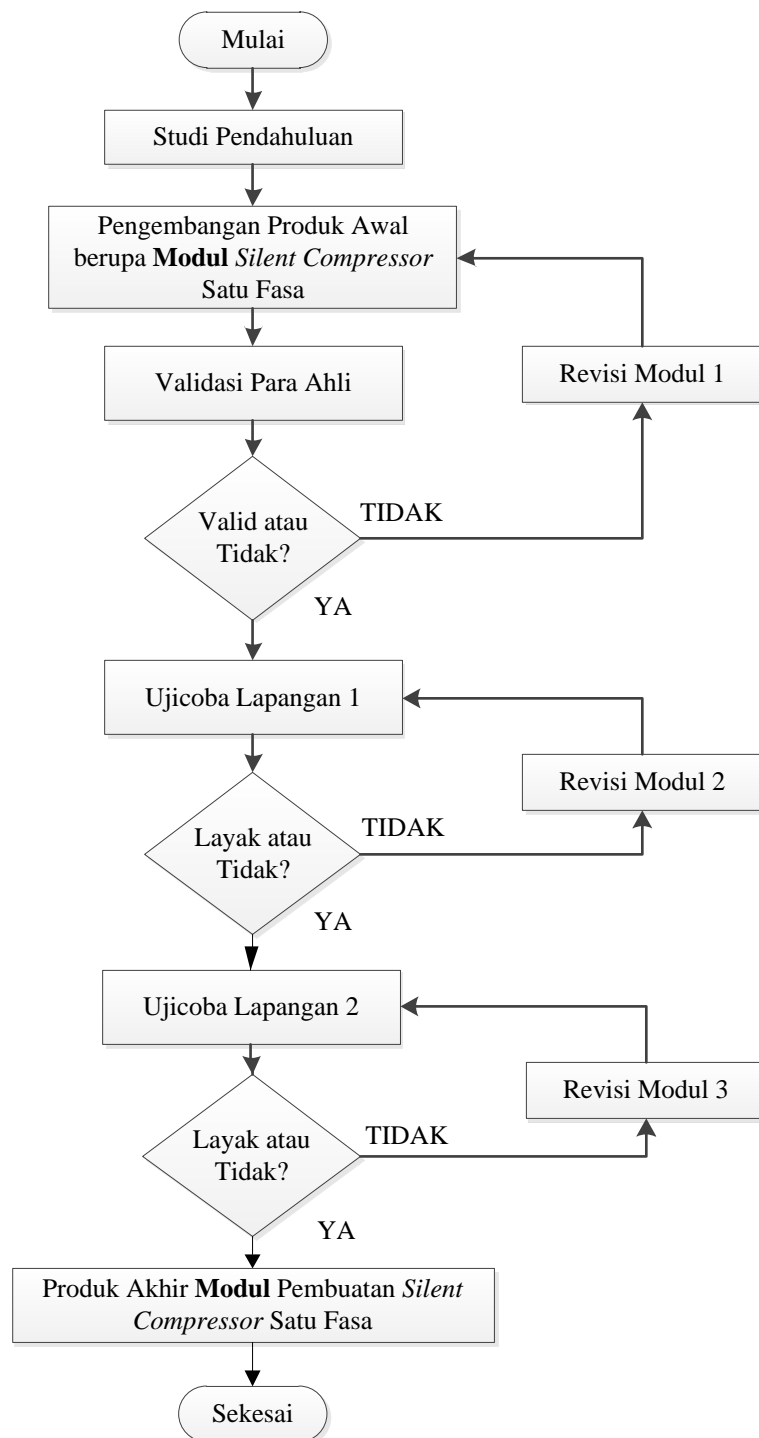 Mulai
Studi Pendahuluan
Pengembangan Produk Awal
berupa Modul Silent Compressor
Satu Fasa
Validasi Para Ahli
Revisi Modul 1
Valid atau
Tidak?
TIDAK
YA
Ujicoba Lapangan 1
Revisi Modul 2
Layak atau
Tidak?
TIDAK
YA
Ujicoba Lapangan 2
Revisi Modul 3
Layak atau
Tidak?
TIDAK
YA
Produk Akhir Modul Pembuatan Silent
Compressor Satu Fasa
Sekesai